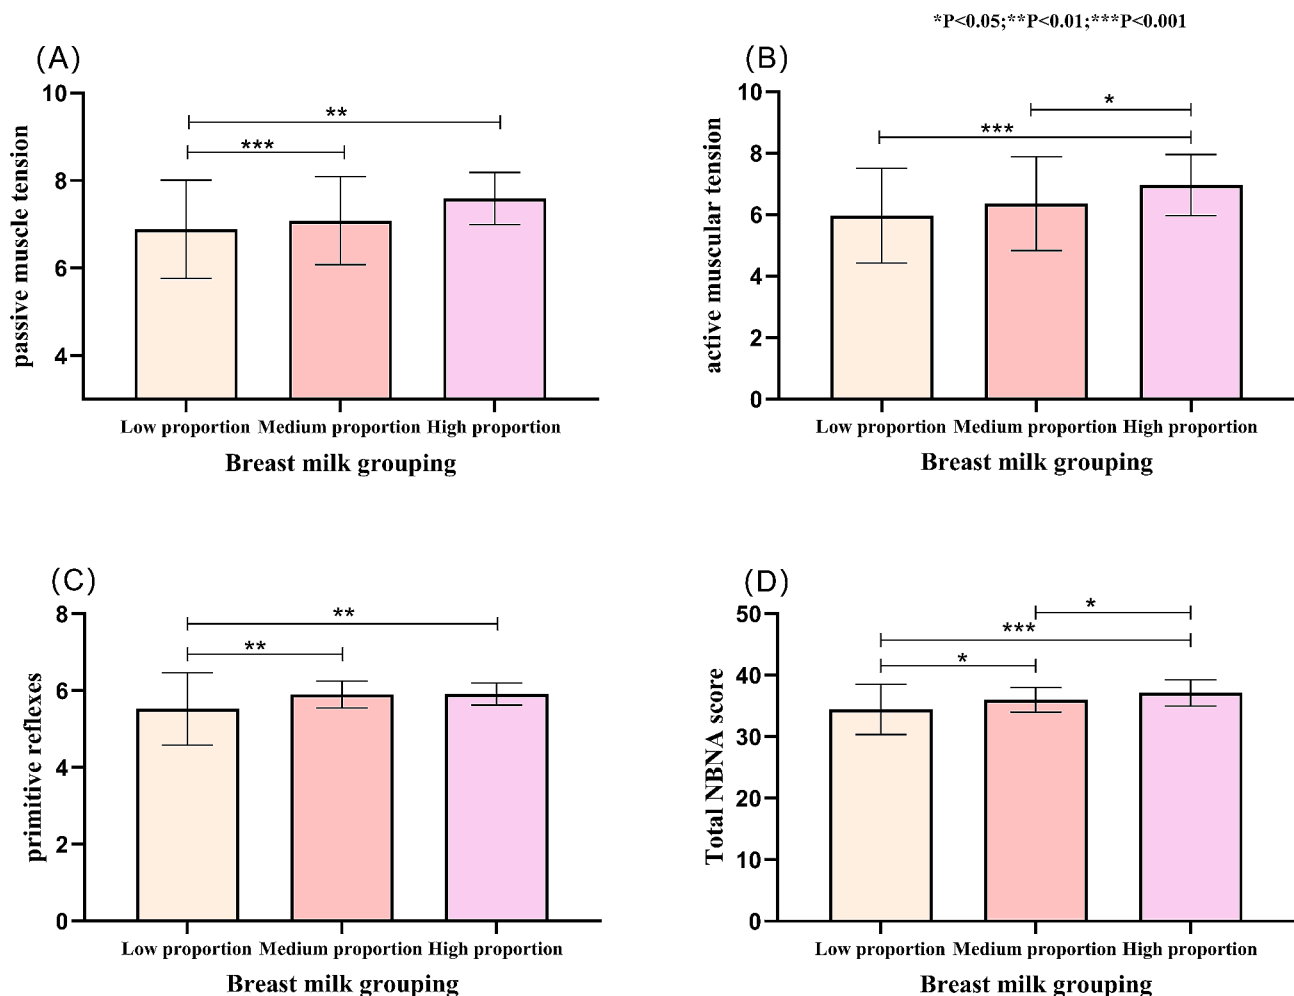 *P<0.05;**P<0.01;***P<0.001
(A)
10
8
6
4
passive muscle tension
**
***
Low proportion Medium proportion High proportion
Breast milk grouping
(B)
10
8
6
4
2
0
active muscular tension
*
***
Low proportion Medium proportion High proportion
Breast milk grouping
(C)
8
6
4
2
0
primitive reflexes
**
**
Low proportion Medium proportion High proportion
Breast milk grouping
(D)
50
40
30
20
10
0
Total NBNA score
*
***
*
Low proportion Medium proportion High proportion
Breast milk grouping